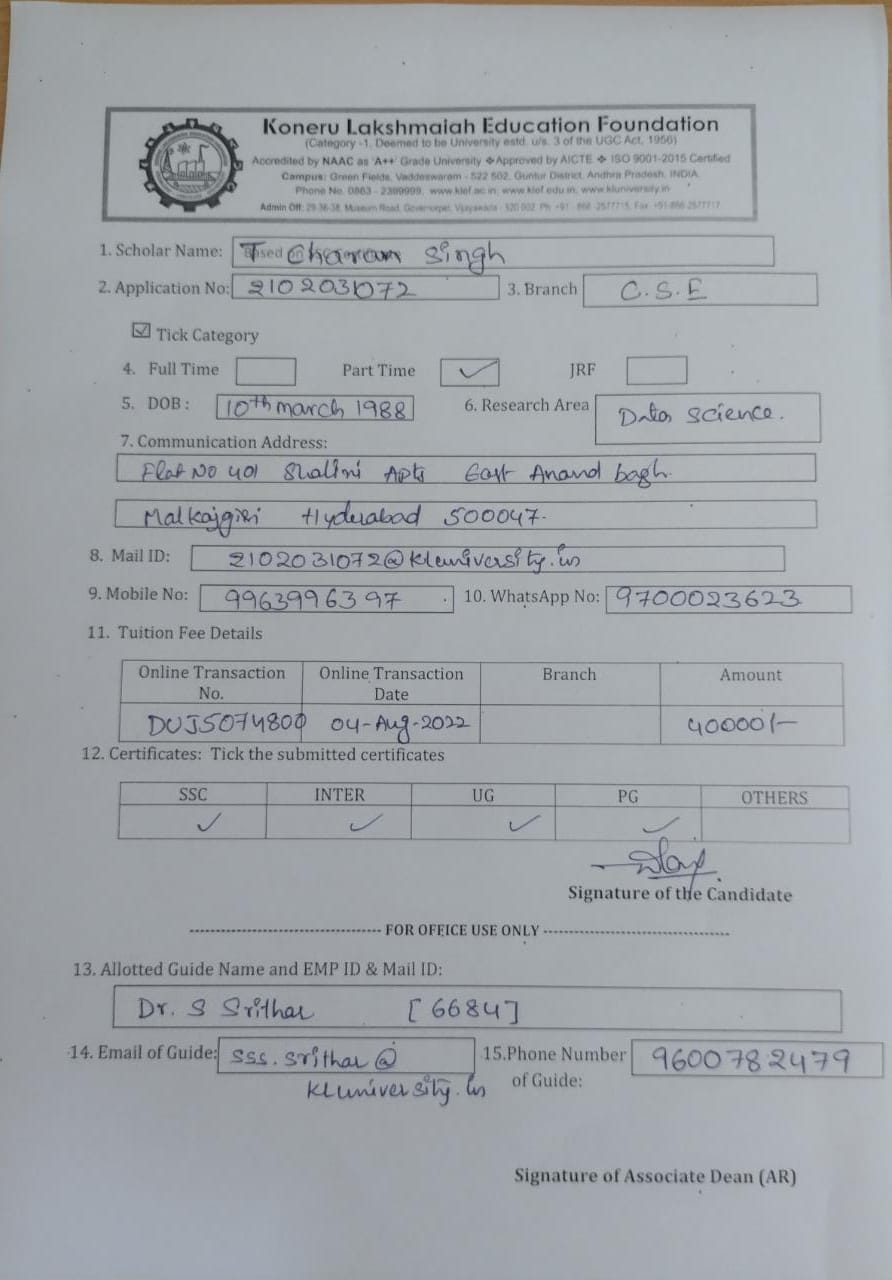 Koneru Lakshmaiah Education Foundation
(Category -1, Deemed to be University estd. u/s. 3 of the UGC Act, 1956)
Accredited by NAAC as 'A++' Grade University ❖Approved by AICTE ❖ ISO 9001-2015 Certified
Campus: Green Fields, Vaddeswaram - 522 502, Guntur District, Andhra Pradesh, INDIA.
Phone No. 0863 - 2399999, www.klef.ac.in, www.klef.edu.in, www.kluniversity.in
Admin Off: 29-36-38, Museum Road, Governorpet, Vijayawada - 520 002. Ph: +91 - 866 -2577715, Fax: +91-866-2577717
1. Scholar Name: T Charan Singh
2. Application No: 2102031072 3. Branch C.S.E
☑ Tick Category
4. Full Time Part Time ✓ JRF
5. DOB : 10th march 1988 6. Research Area Data Science.
7. Communication Address:
Flat No 401 Shalini Apts East Anand bagh.
Malkajgiri Hyderabad 500047.
8. Mail ID: 2102031072@kluniversity.in
9. Mobile No: 9963996397 10. WhatsApp No: 9700023623
11. Tuition Fee Details
Online Transaction No. Online Transaction Date Branch Amount
DUJ5074800 04-Aug-2022 40000/-
12. Certificates: Tick the submitted certificates
SSC INTER UG PG OTHERS
✓ ✓ ✓ ✓
Signature of the Candidate
FOR OFFICE USE ONLY
13. Allotted Guide Name and EMP ID & Mail ID:
Dr. S Srithar [6684]
14. Email of Guide: sss.srithar@kluniversity.in 15.Phone Number of Guide: 9600782479
Signature of Associate Dean (AR)